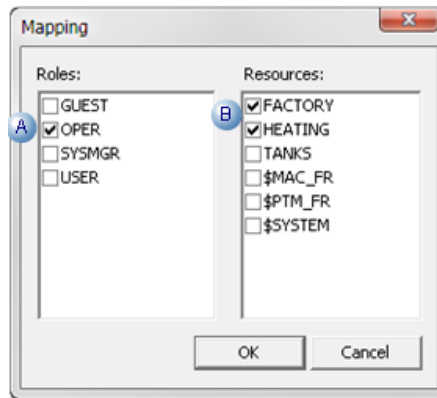 Mapping
Roles:
GUEST
OPER
SYSMGR
USER
A
Resources:
FACTORY
HEATING
TANKS
$MAC_FR
$PTM_FR
$SYSTEM
B
OK
Cancel